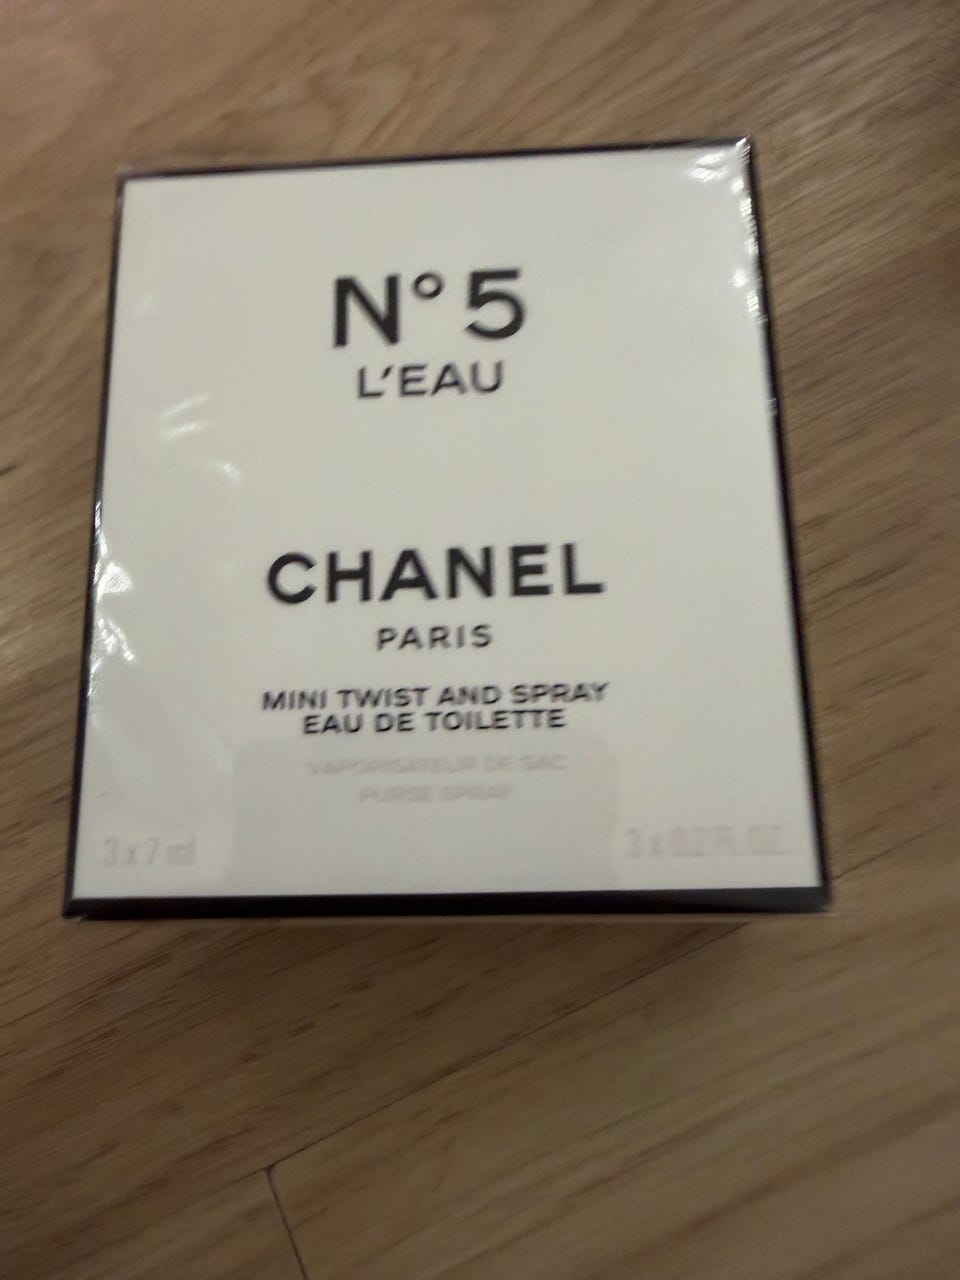 N° 5
L'EAU
CHANEL
PARIS
MINI TWIST AND SPRAY
EAU DE TOILETTE
VAPORISATEUR DE SAC
PURSE SPRAY
3 x 7 ml
3 x 0.2 FL. OZ.